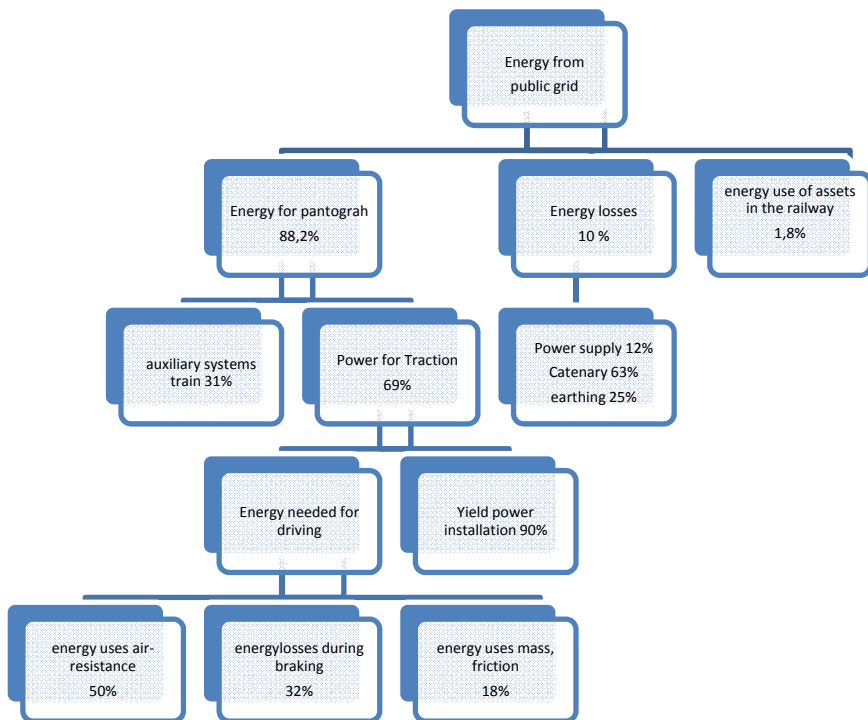 Energy from
public grid
Energy for pantograh
88,2%
Energy losses
10 %
energy use of assets
in the railway
1,8%
auxiliary systems
train 31%
Power for Traction
69%
Power supply 12%
Catenary 63%
earthing 25%
Energy needed for
driving
Yield power
installation 90%
energy uses air-
resistance
50%
energylosses during
braking
32%
energy uses mass,
friction
18%